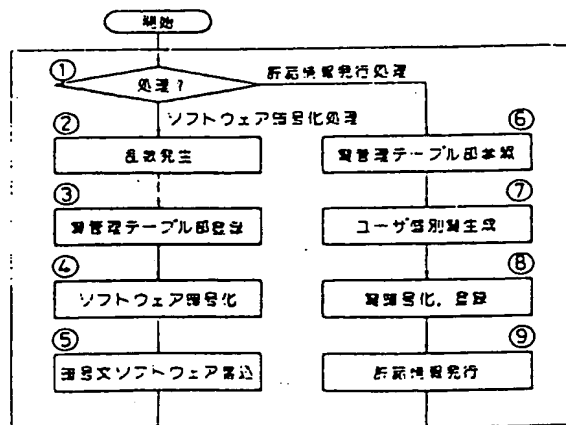 開始
①
処理?
許諾情報発行処理
ソフトウェア暗号化処理
②
乱数発生
③
鍵管理テーブル部登録
④
ソフトウェア暗号化
⑤
暗号文ソフトウェア書込
⑥
鍵管理テーブル部参照
⑦
ユーザ個別鍵生成
⑧
鍵暗号化,登録
⑨
許諾情報発行